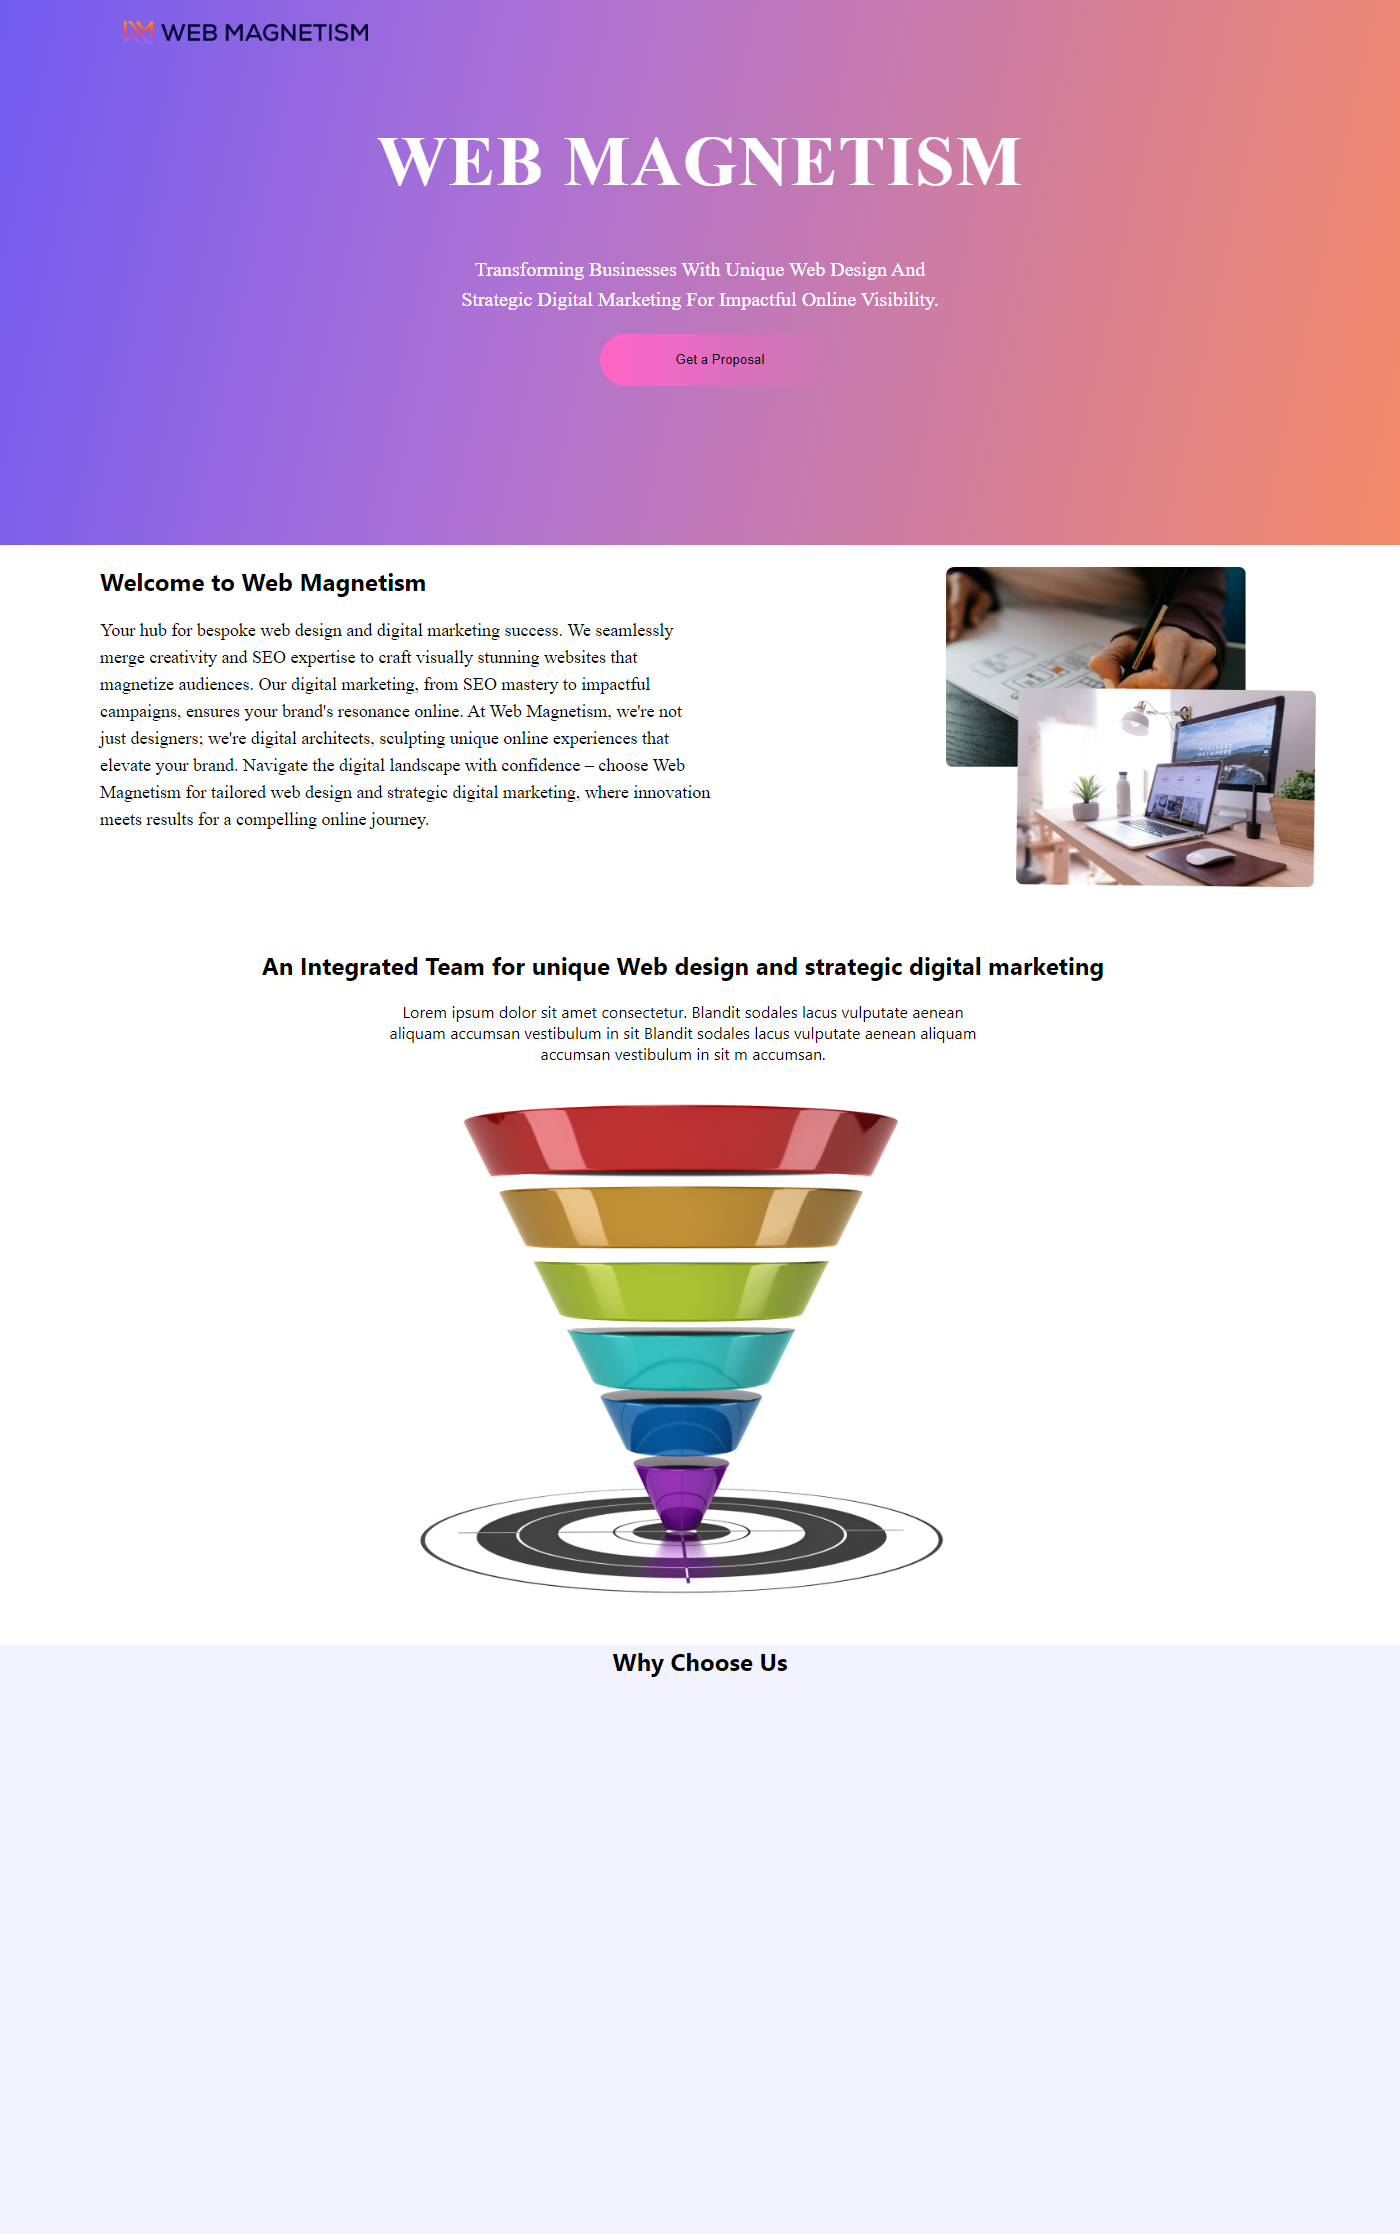 WEB MAGNETISM
WEB MAGNETISM
Transforming Businesses With Unique Web Design And
Strategic Digital Marketing For Impactful Online Visibility.
Get a Proposal
Welcome to Web Magnetism
Your hub for bespoke web design and digital marketing success. We seamlessly
merge creativity and SEO expertise to craft visually stunning websites that
magnetize audiences. Our digital marketing, from SEO mastery to impactful
campaigns, ensures your brand's resonance online. At Web Magnetism, we're not
just designers; we're digital architects, sculpting unique online experiences that
elevate your brand. Navigate the digital landscape with confidence – choose Web
Magnetism for tailored web design and strategic digital marketing, where innovation
meets results for a compelling online journey.
An Integrated Team for unique Web design and strategic digital marketing
Lorem ipsum dolor sit amet consectetur. Blandit sodales lacus vulputate aenean
aliquam accumsan vestibulum in sit Blandit sodales lacus vulputate aenean aliquam
accumsan vestibulum in sit m accumsan.
Why Choose Us